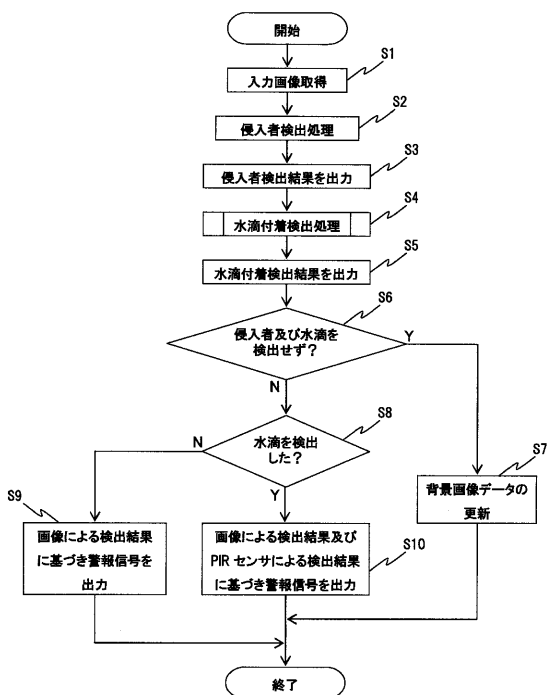 開始
S1
入力画像取得
S2
侵入者検出処理
S3
侵入者検出結果を出力
S4
水滴付着検出処理
S5
水滴付着検出結果を出力
S6
侵入者及び水滴を
検出せず？
Y
N
S8
水滴を検出
した？
N
Y
S7
背景画像データの
更新
S9
画像による検出結果
に基づき警報信号を
出力
画像による検出結果及び
PIR センサによる検出結果
に基づき警報信号を出力
S10
終了